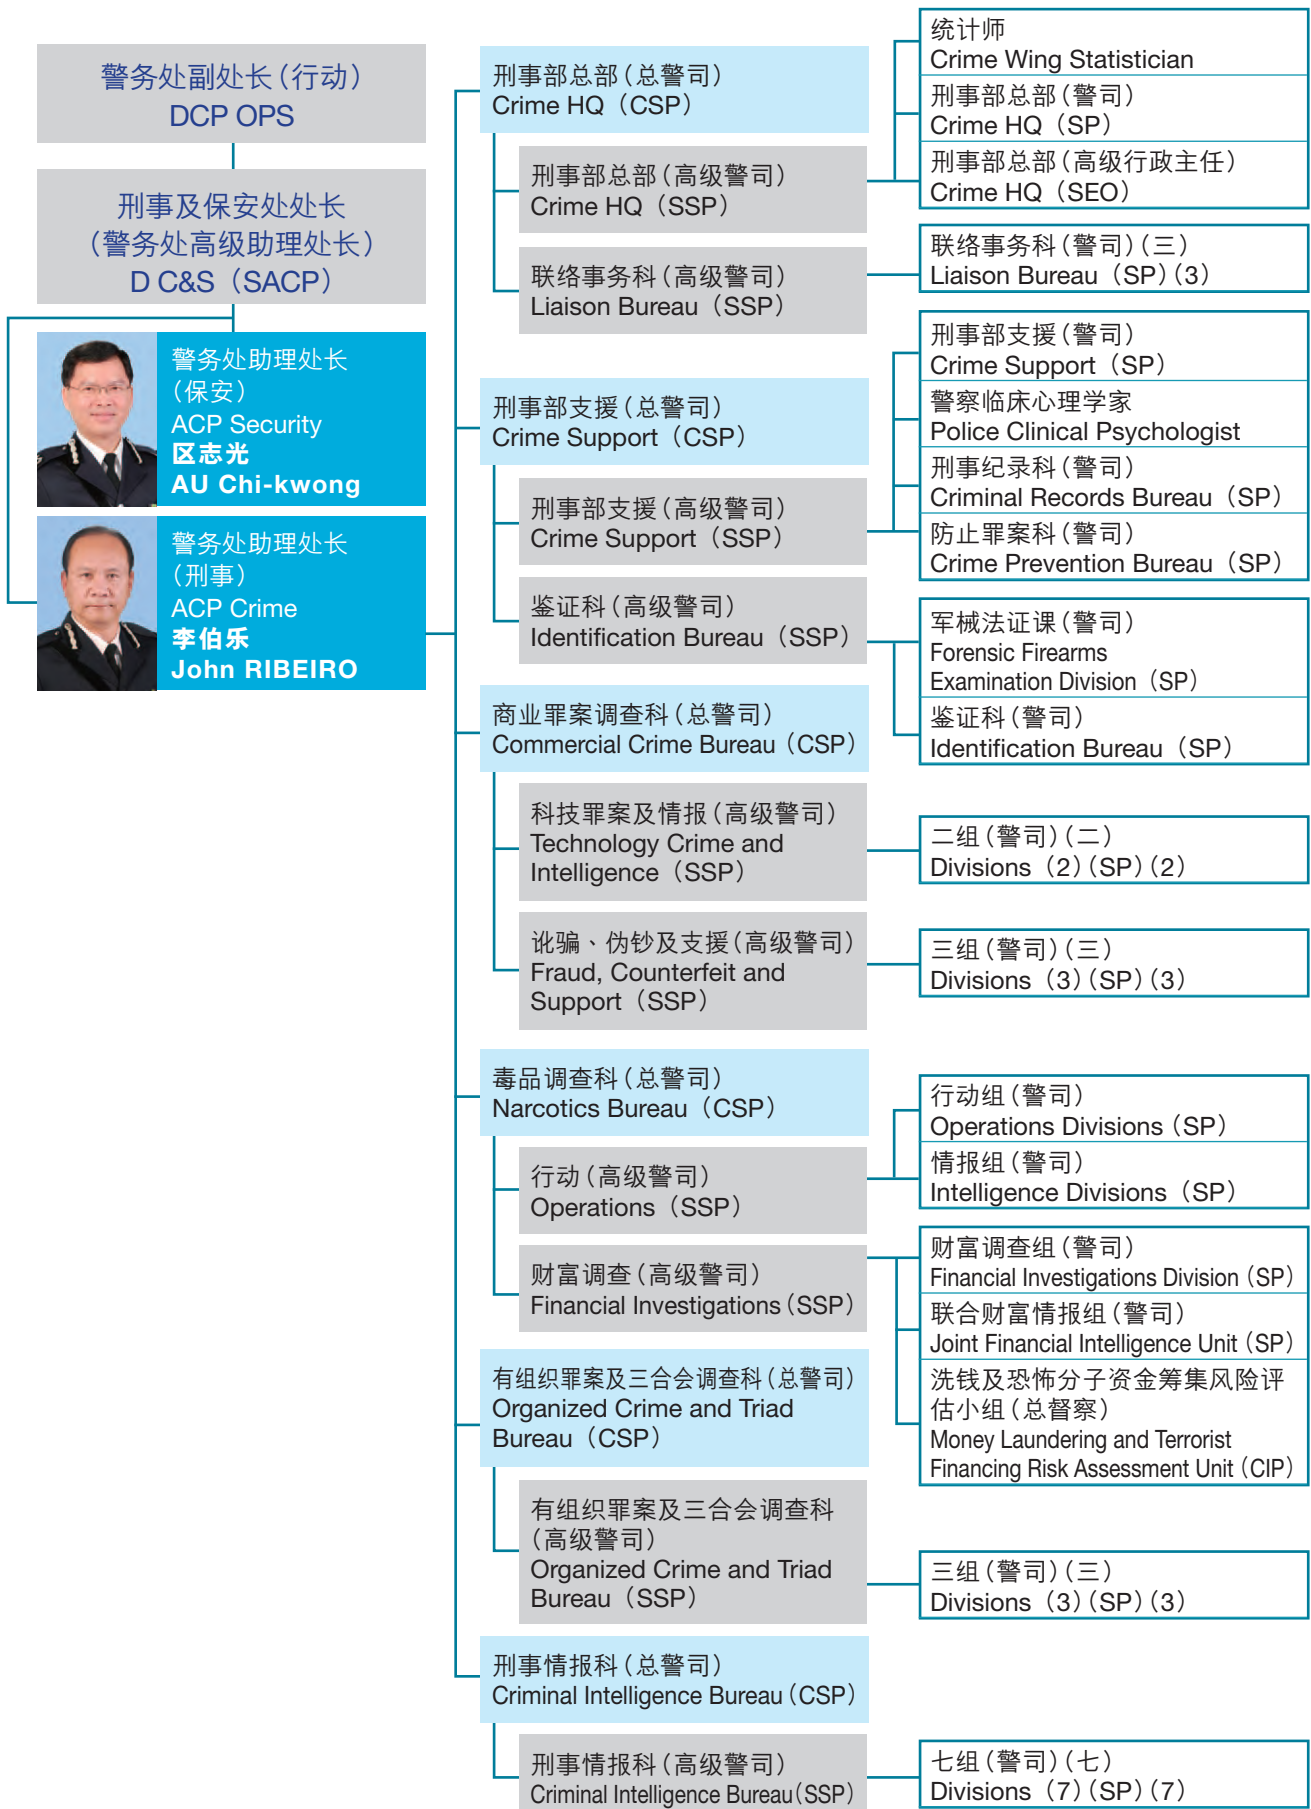 警务处副处长（行动）
DCP OPS
刑事及保安处处长
（警务处高级助理处长）
D C&S（SACP）
警务处助理处长
（保安）
ACP Security
区志光
AU Chi-kwong
警务处助理处长
（刑事）
ACP Crime
李伯乐
John RIBEIRO
刑事部总部（总警司）
Crime HQ（CSP）
刑事部总部（高级警司）
Crime HQ（SSP）
统计师
Crime Wing Statistician
刑事部总部（警司）
Crime HQ（SP）
刑事部总部（高级行政主任）
Crime HQ（SEO）
联络事务科（高级警司）
Liaison Bureau（SSP）
联络事务科（警司）（三）
Liaison Bureau（SP）（3）
刑事部支援（总警司）
Crime Support（CSP）
刑事部支援（高级警司）
Crime Support（SSP）
刑事部支援（警司）
Crime Support（SP）
警察临床心理学家
Police Clinical Psychologist
刑事纪录科（警司）
Criminal Records Bureau（SP）
防止罪案科（警司）
Crime Prevention Bureau（SP）
鉴证科（高级警司）
Identification Bureau（SSP）
军械法证课（警司）
Forensic Firearms
Examination Division（SP）
鉴证科（警司）
Identification Bureau（SP）
商业罪案调查科（总警司）
Commercial Crime Bureau（CSP）
科技罪案及情报（高级警司）
Technology Crime and
Intelligence（SSP）
二组（警司）（二）
Divisions（2）（SP）（2）
讹骗、伪钞及支援（高级警司）
Fraud, Counterfeit and
Support（SSP）
三组（警司）（三）
Divisions（3）（SP）（3）
毒品调查科（总警司）
Narcotics Bureau（CSP）
行动（高级警司）
Operations（SSP）
行动组（警司）
Operations Divisions（SP）
情报组（警司）
Intelligence Divisions（SP）
财富调查（高级警司）
Financial Investigations（SSP）
财富调查组（警司）
Financial Investigations Division（SP）
联合财富情报组（警司）
Joint Financial Intelligence Unit（SP）
洗钱及恐怖分子资金筹集风险评
估小组（总督察）
Money Laundering and Terrorist
Financing Risk Assessment Unit（CIP）
有组织罪案及三合会调查科（总警司）
Organized Crime and Triad
Bureau（CSP）
有组织罪案及三合会调查科
（高级警司）
Organized Crime and Triad
Bureau（SSP）
三组（警司）（三）
Divisions（3）（SP）（3）
刑事情报科（总警司）
Criminal Intelligence Bureau（CSP）
刑事情报科（高级警司）
Criminal Intelligence Bureau（SSP）
七组（警司）（七）
Divisions（7）（SP）（7）